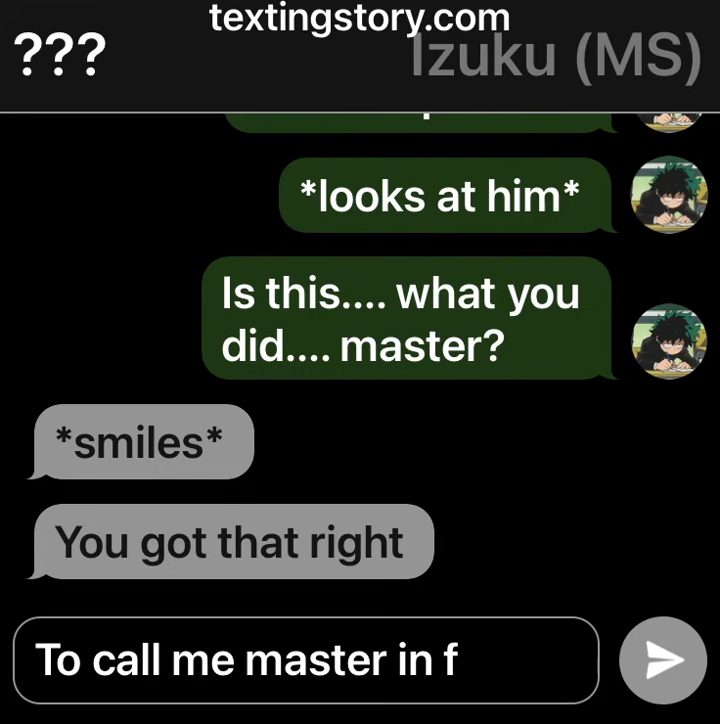 textingstory.com
??? Izuku (MS)
*looks at him*
Is this.... what you
did.... master?
*smiles*
You got that right
To call me master in f